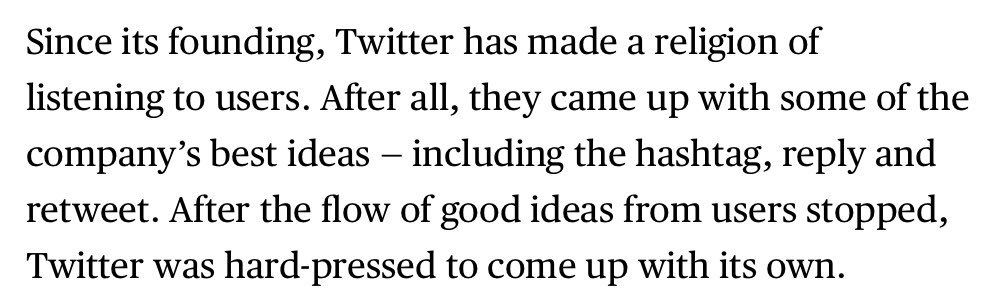 Since its founding, Twitter has made a religion of
listening to users. After all, they came up with some of the
company’s best ideas – including the hashtag, reply and
retweet. After the flow of good ideas from users stopped,
Twitter was hard-pressed to come up with its own.